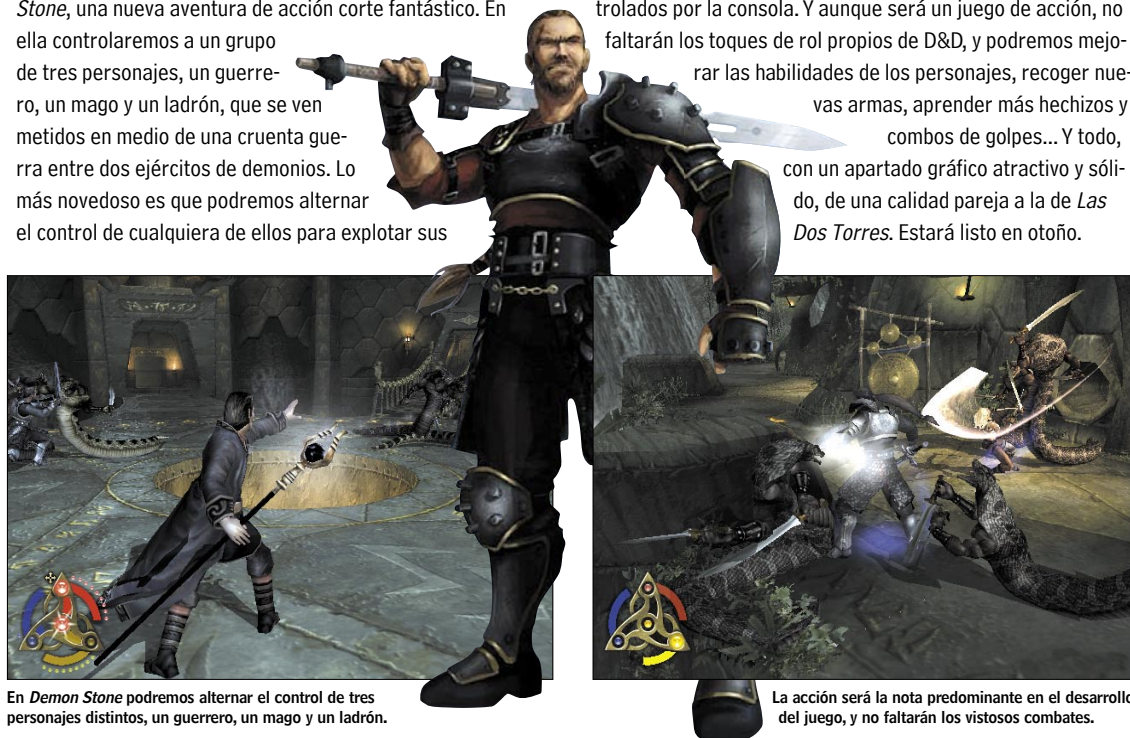 Stone, una nueva aventura de acción corte fantástico. En
ella controlaremos a un grupo
de tres personajes, un guerre-
ro, un mago y un ladrón, que se ven
metidos en medio de una cruenta gue-
rra entre dos ejércitos de demonios. Lo
más novedoso es que podremos alternar
el control de cualquiera de ellos para explotar sus
trolados por la consola. Y aunque será un juego de acción, no
faltarán los toques de rol propios de D&D, y podremos mejo-
rar las habilidades de los personajes, recoger nue-
vas armas, aprender más hechizos y
combos de golpes... Y todo,
con un apartado gráfico atractivo y sóli-
do, de una calidad pareja a la de Las
Dos Torres. Estará listo en otoño.
En Demon Stone podremos alternar el control de tres
personajes distintos, un guerrero, un mago y un ladrón.
La acción será la nota predominante en el desarrollo
del juego, y no faltarán los vistosos combates.